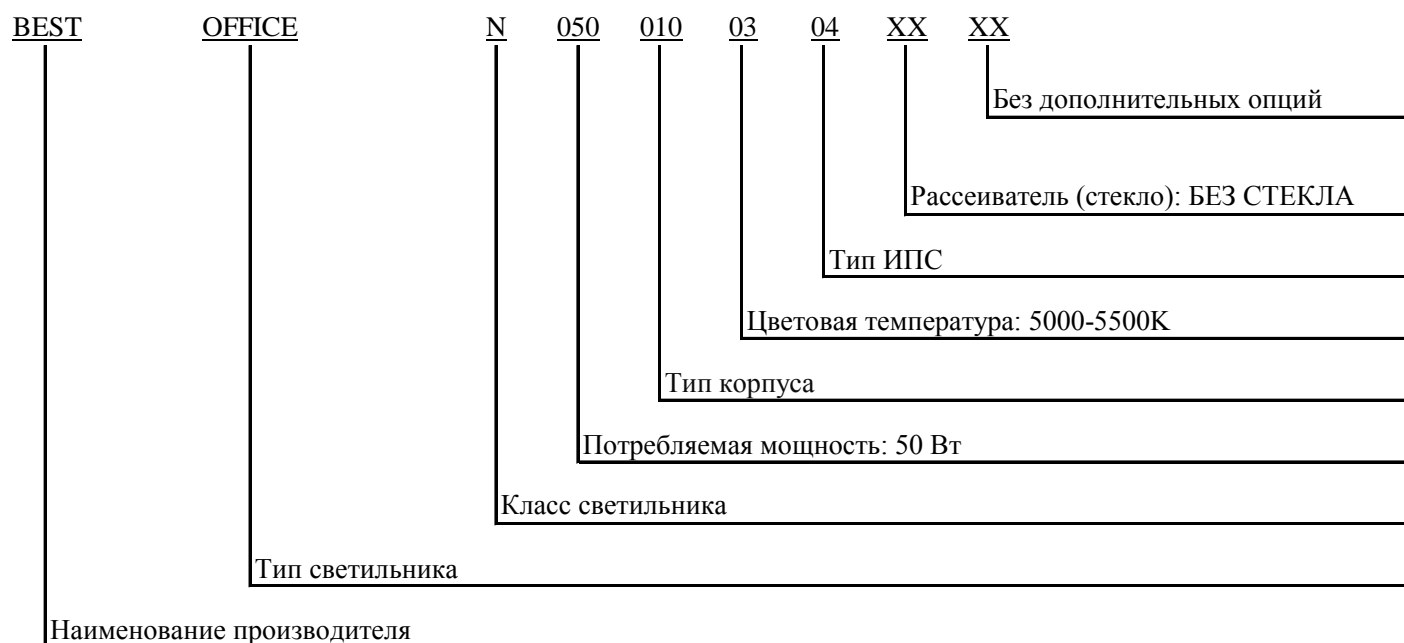 BEST OFFICE N 050 010 03 04 XX XX
Без дополнительных опций
Рассеиватель (стекло): БЕЗ СТЕКЛА
Тип ИПС
Цветовая температура: 5000-5500K
Тип корпуса
Потребляемая мощность: 50 Вт
Класс светильника
Тип светильника
Наименование производителя